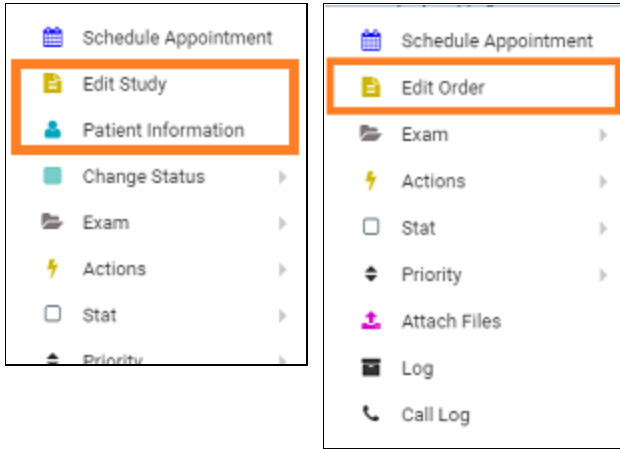 Schedule Appointment
Edit Study
Patient Information
Change Status
Exam
Actions
Stat
Priority
Schedule Appointment
Edit Order
Exam
Actions
Stat
Priority
Attach Files
Log
Call Log